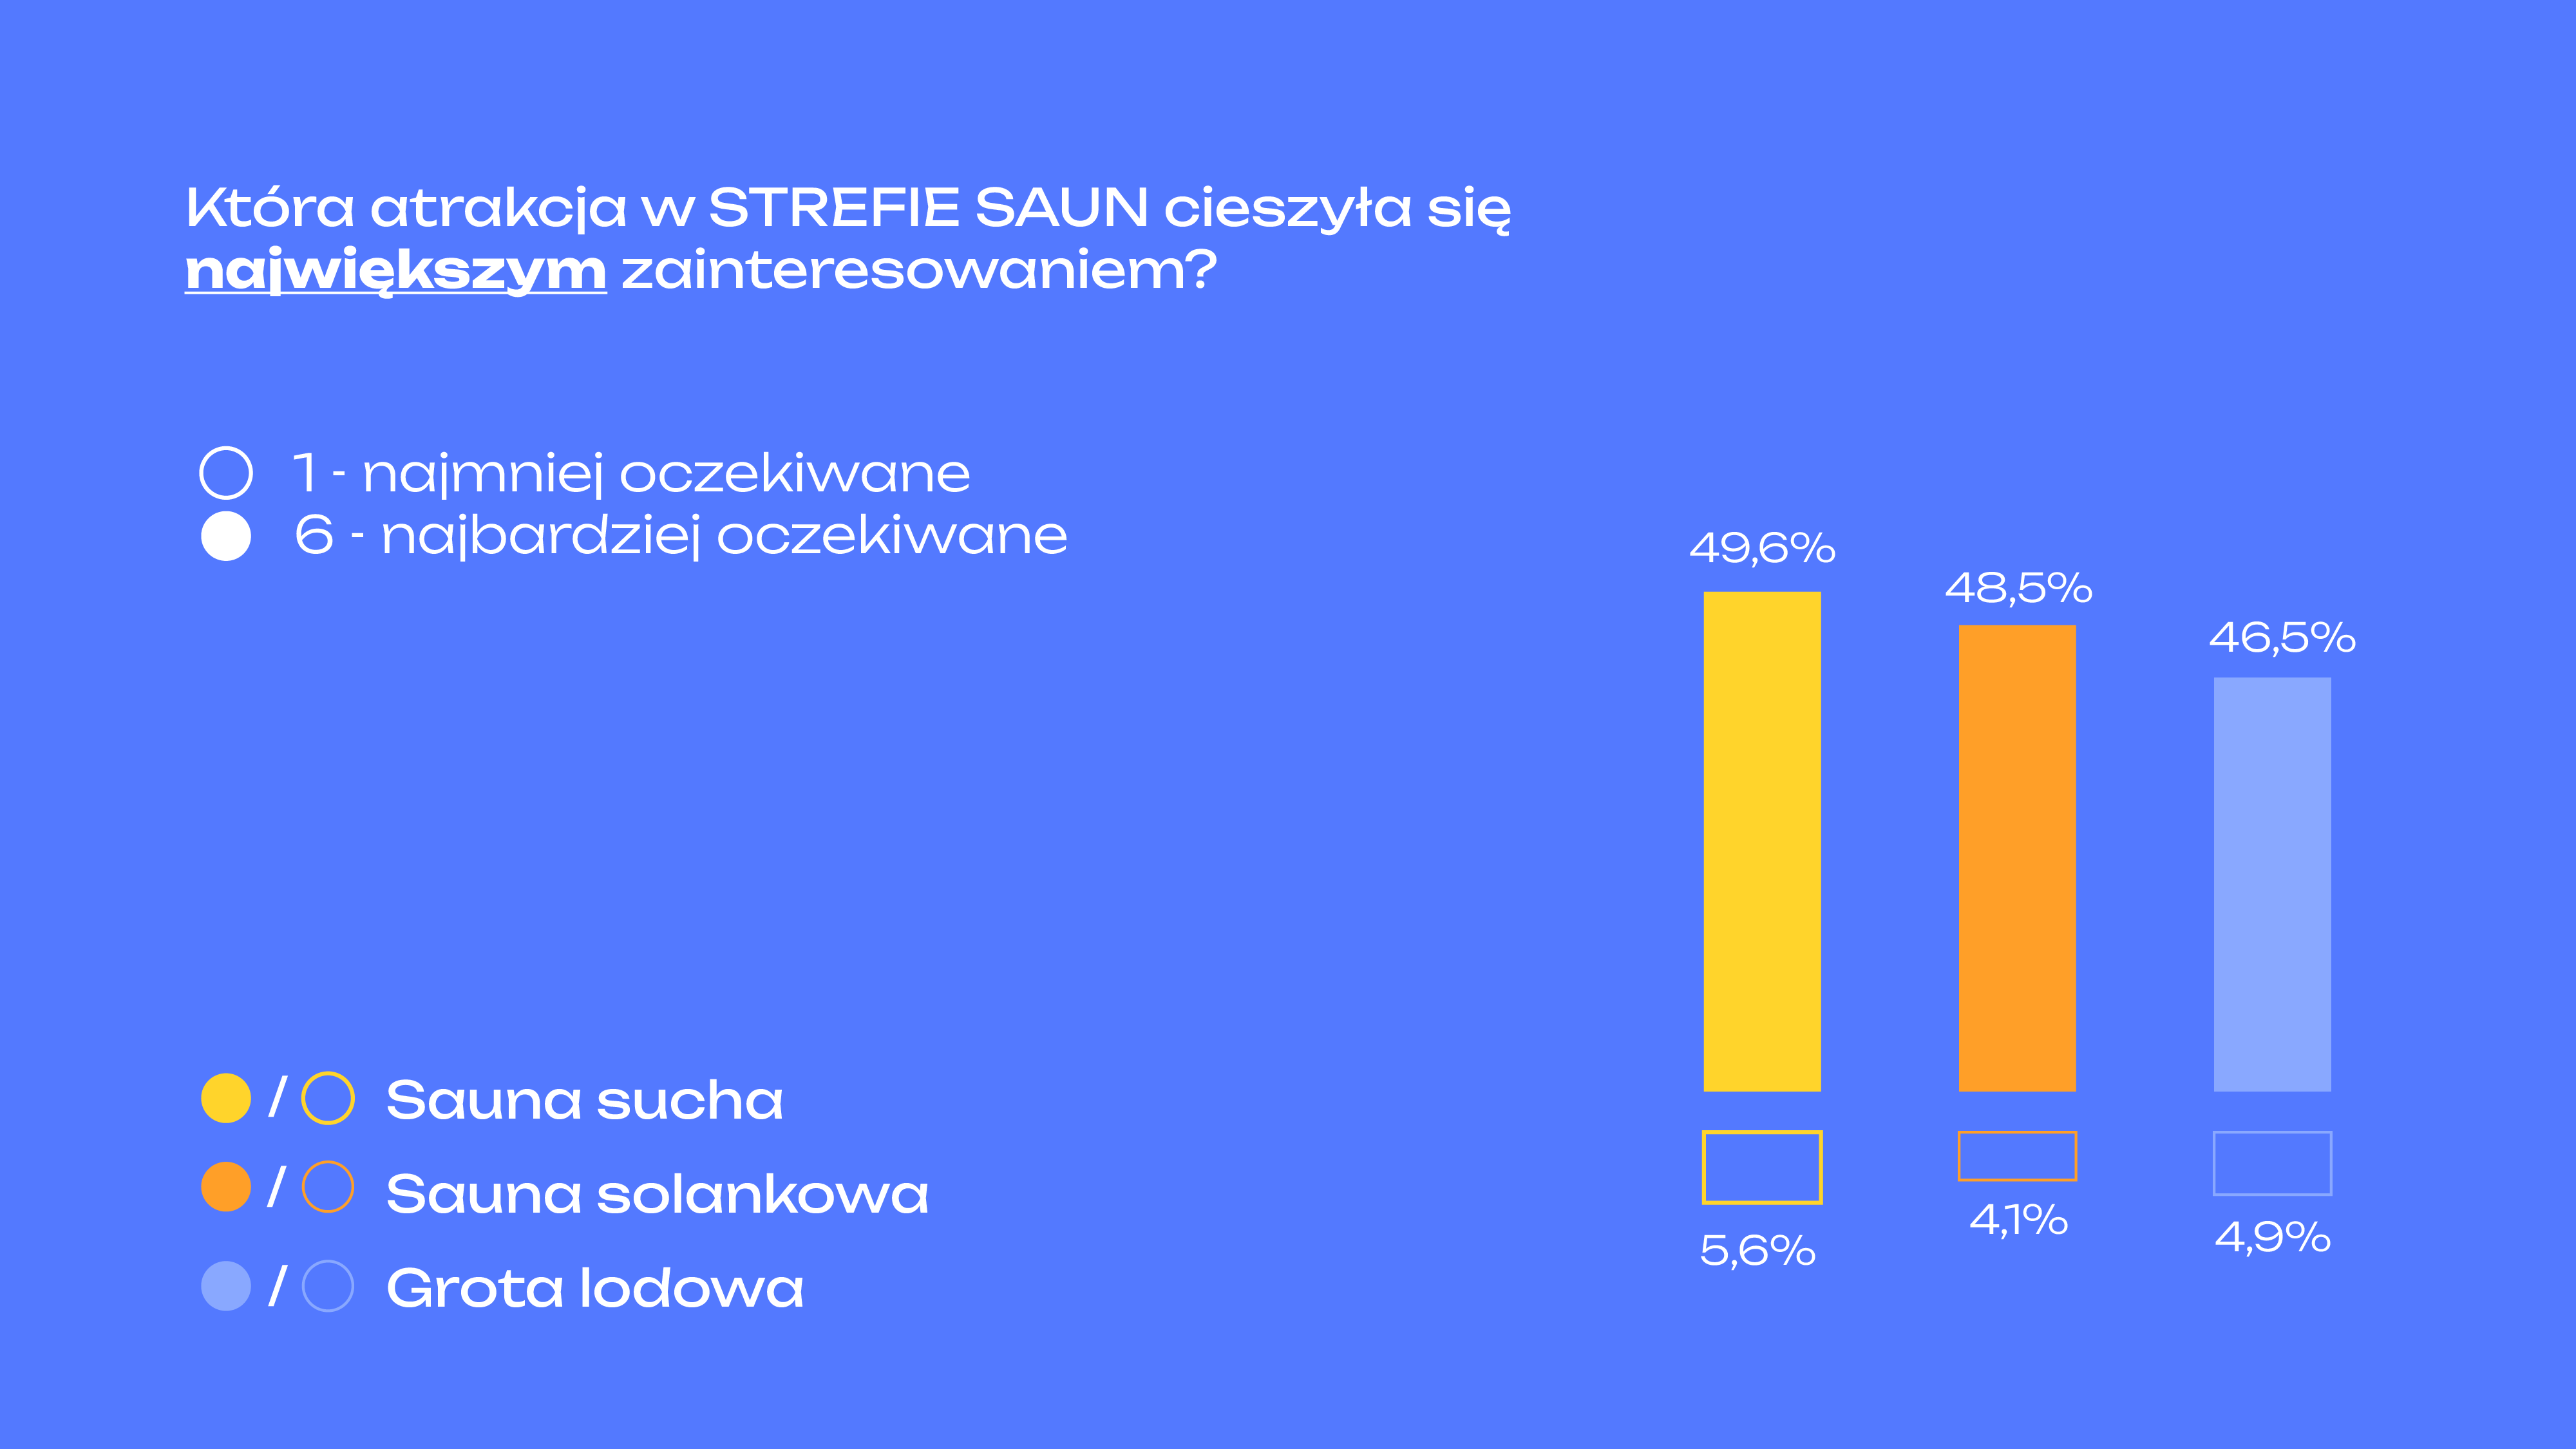 Która atrakcja w STREFIE SAUN cieszyła się
największym zainteresowaniem?
1 - najmniej oczekiwane
6 - najbardziej oczekiwane
49,6%
48,5%
46,5%
/ Sauna sucha
/ Sauna solankowa
/ Grota lodowa
5,6%
4,1%
4,9%